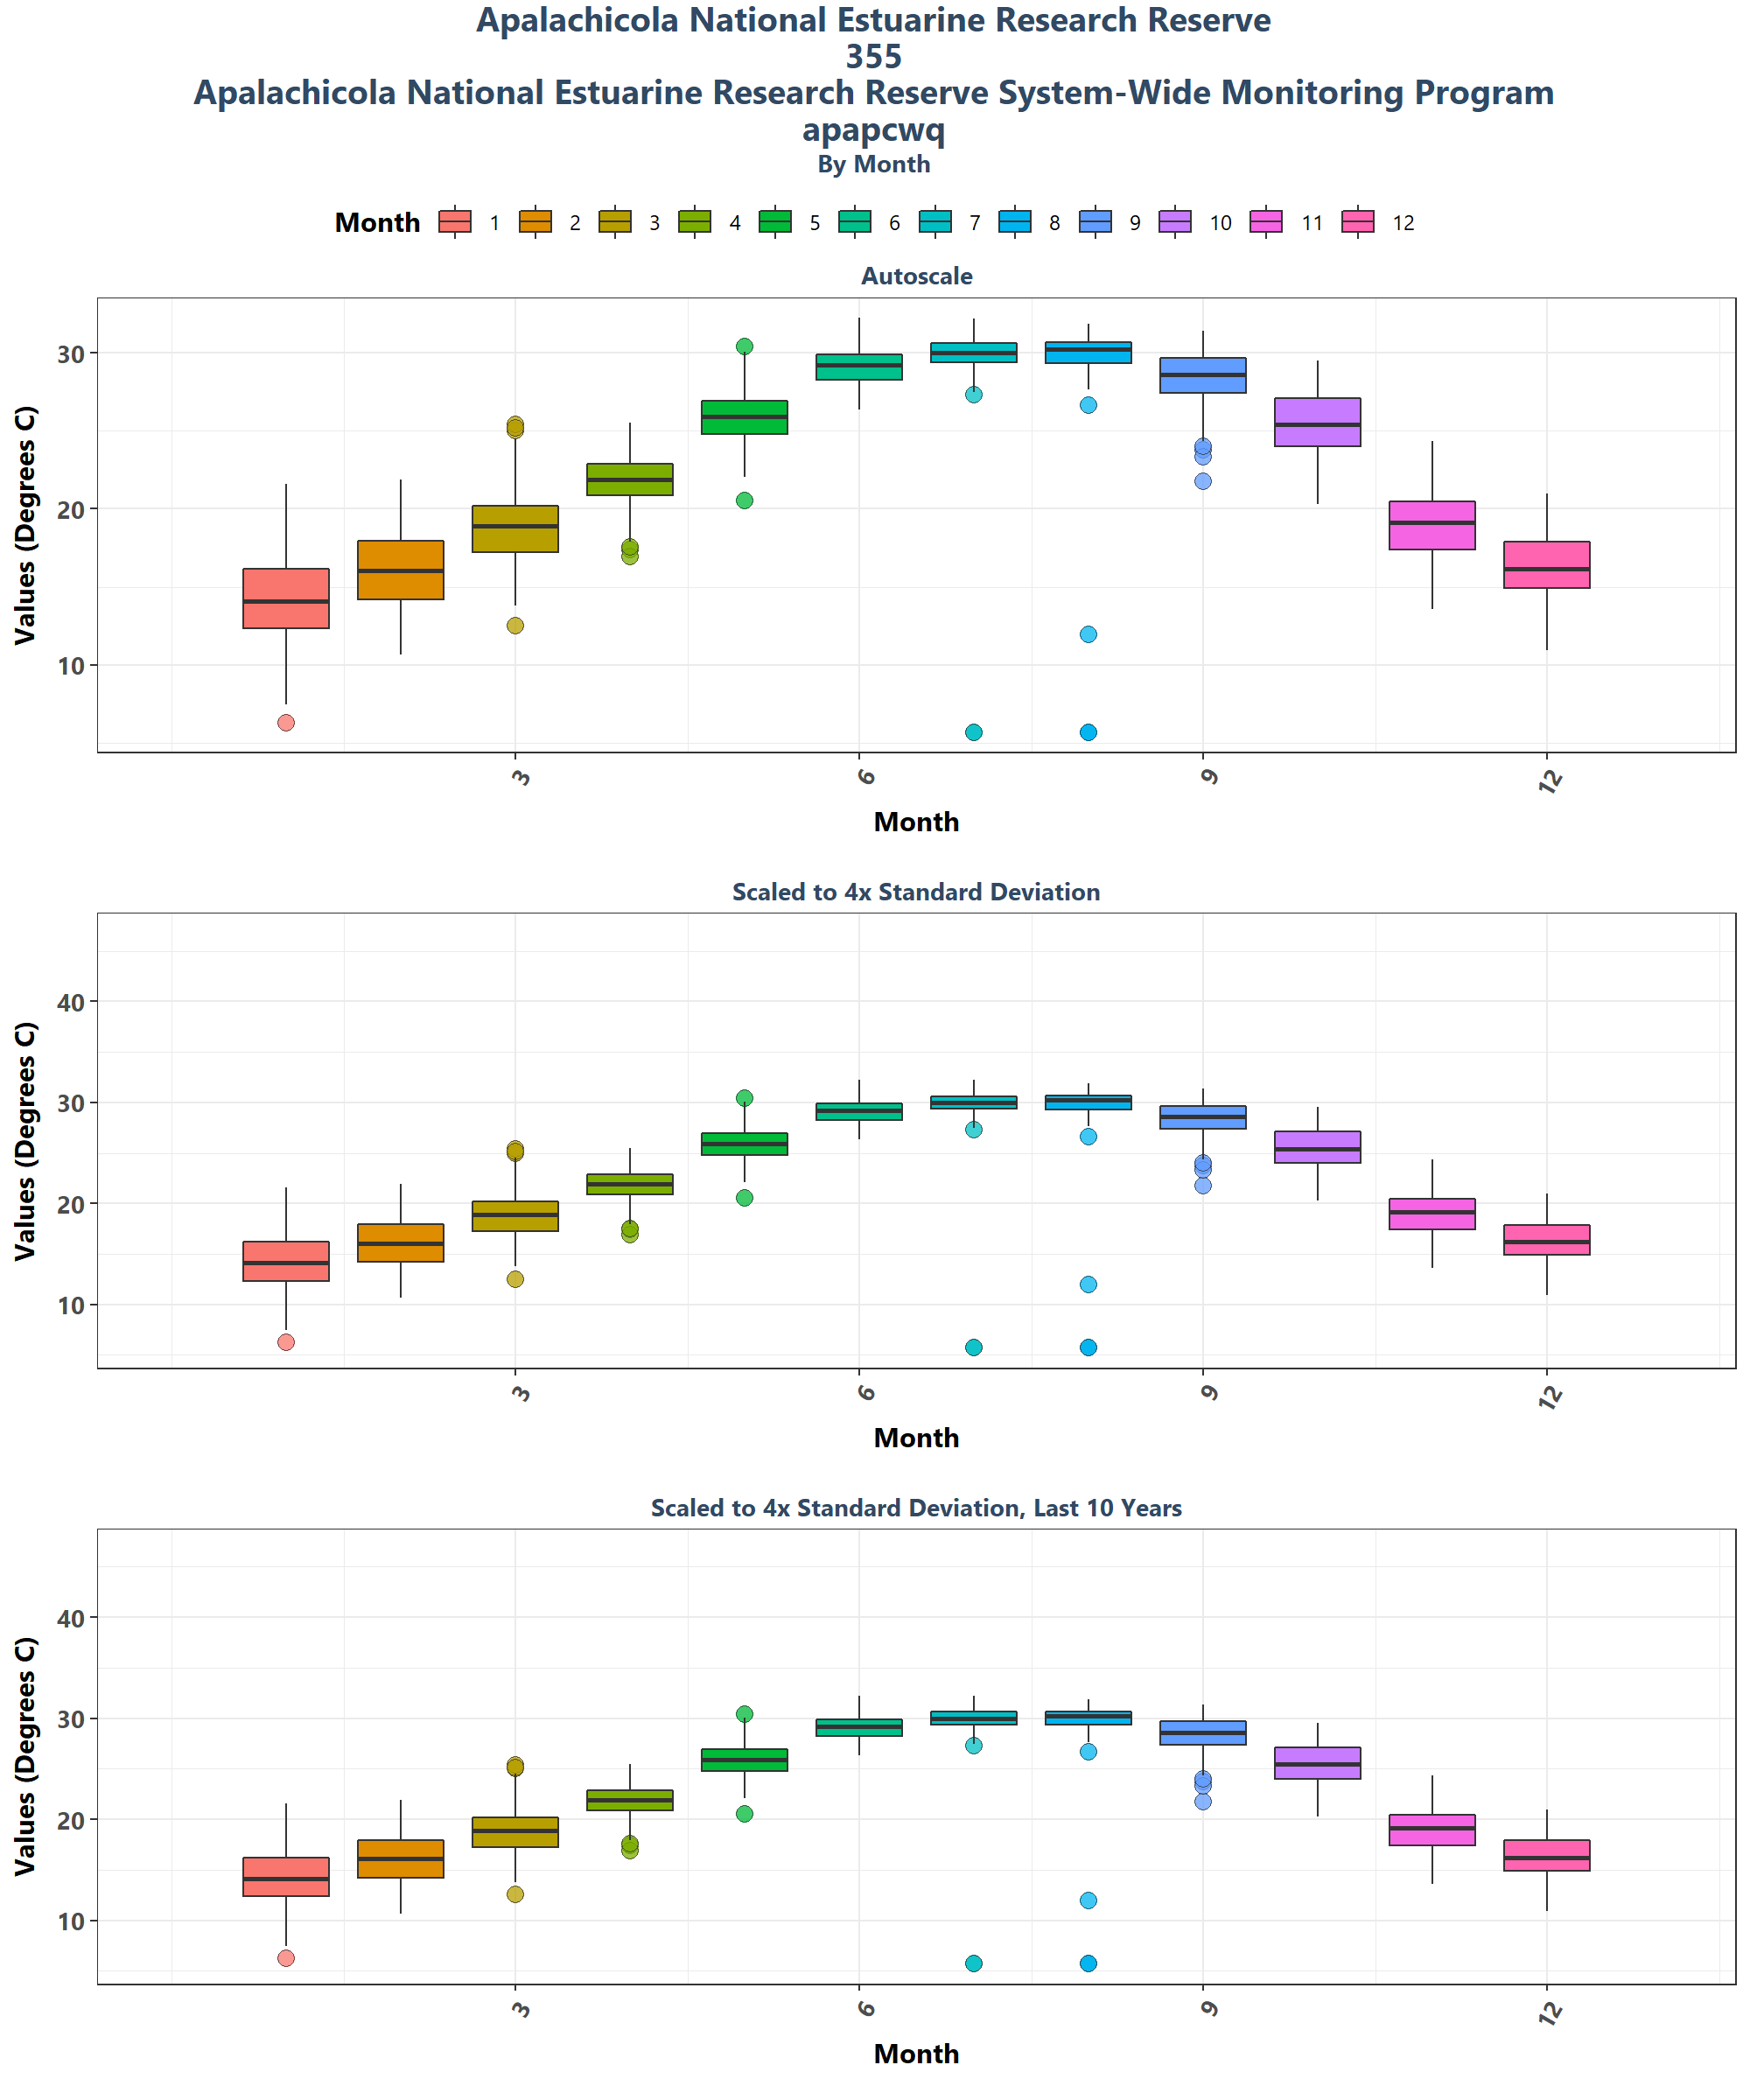 Apalachicola National Estuarine Research Reserve
355
Apalachicola National Estuarine Research Reserve System-Wide Monitoring Program
apapcwq
By Month
Month 1 2 3 4 5 6 7 8 9 10 11 12
Autoscale
Values (Degrees C)
30
20
10
3 6 9 12
Month
Scaled to 4x Standard Deviation
Values (Degrees C)
40
30
20
10
3 6 9 12
Month
Scaled to 4x Standard Deviation, Last 10 Years
Values (Degrees C)
40
30
20
10
3 6 9 12
Month